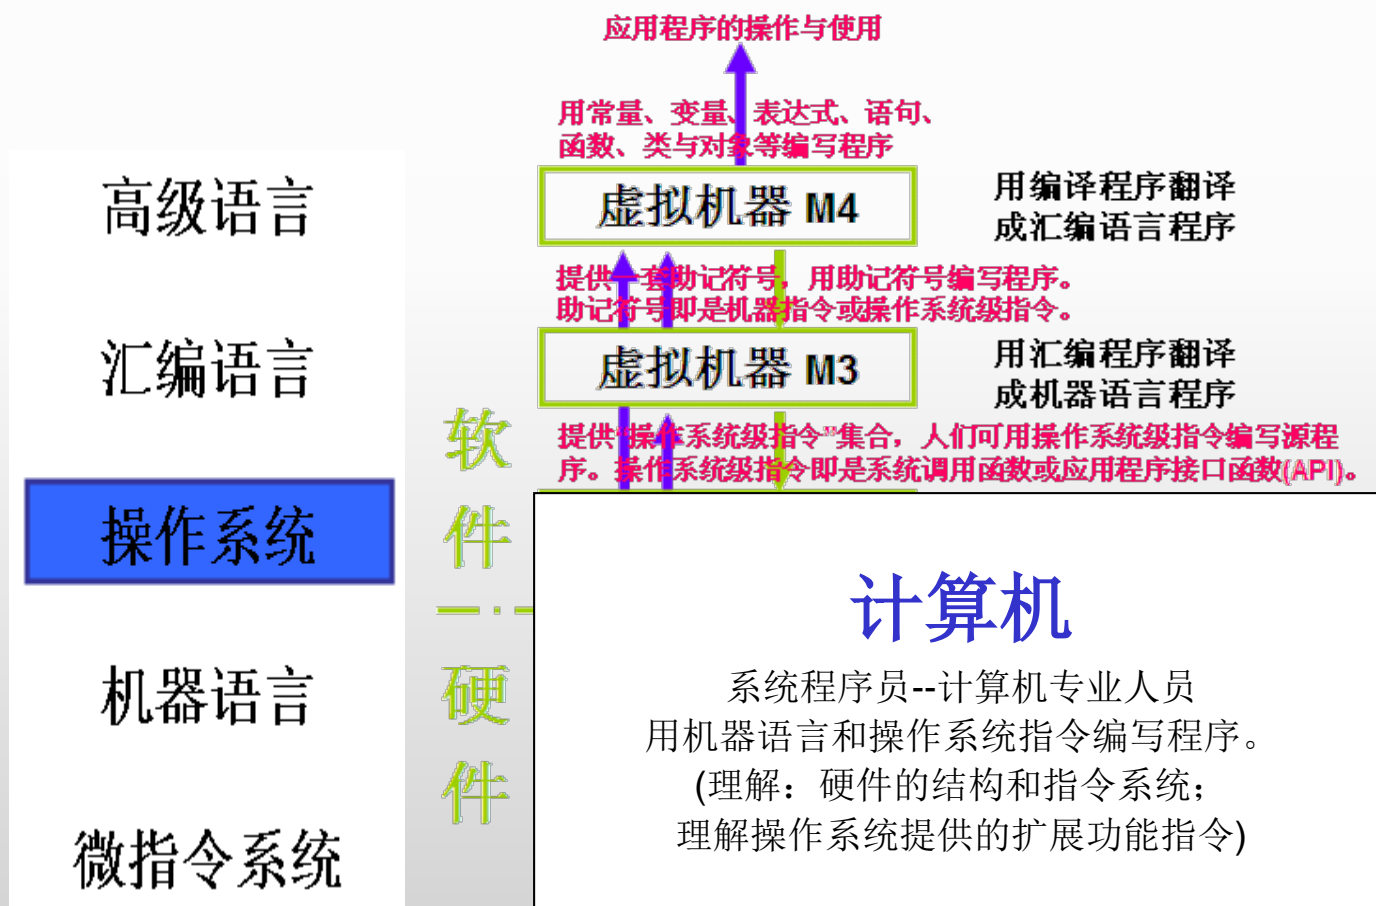 应用程序的操作与使用
用常量、变量、表达式、语句、
函数、类与对象等编写程序
高级语言
虚拟机器 M4
用编译程序翻译
成汇编语言程序
提供一套助记符号，用助记符号编写程序。
助记符号即是机器指令或操作系统级指令。
汇编语言
虚拟机器 M3
用汇编程序翻译
成机器语言程序
提供“操作系统级指令”集合，人们可用操作系统级指令编写源程
序。操作系统级指令即是系统调用函数或应用程序接口函数(API)。
软
件
操作系统
硬
件
机器语言
微指令系统
计算机
系统程序员--计算机专业人员
用机器语言和操作系统指令编写程序。
(理解：硬件的结构和指令系统；
理解操作系统提供的扩展功能指令)